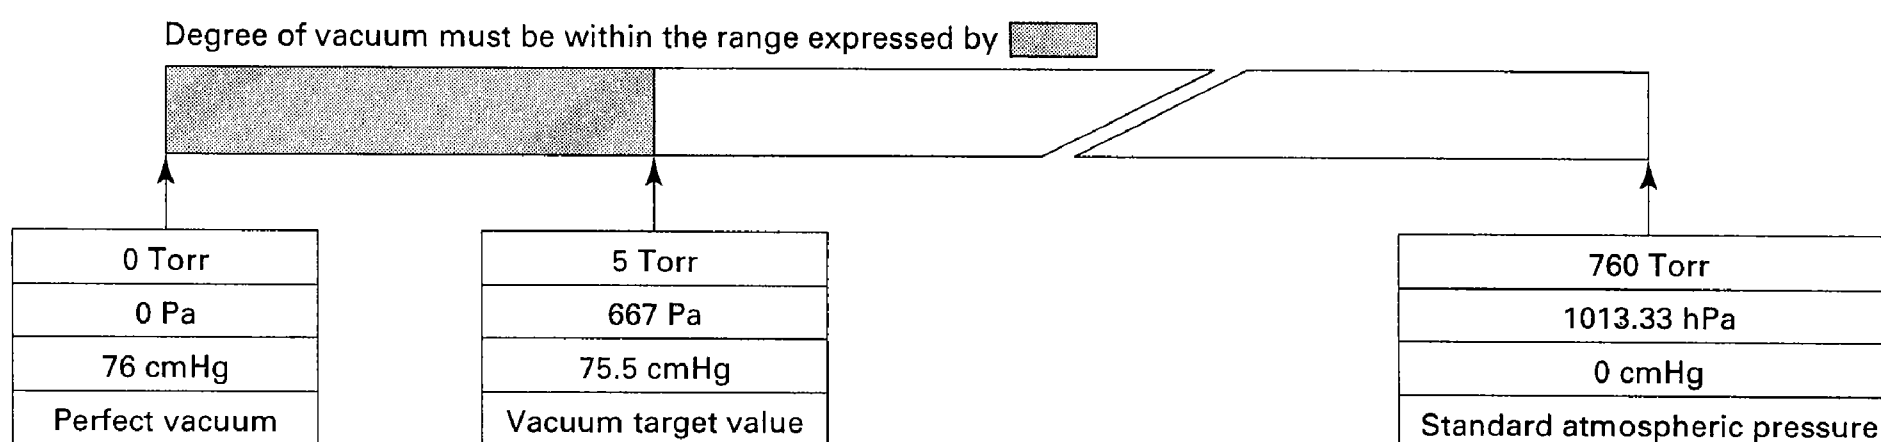 Degree of vacuum must be within the range expressed by
0 Torr
0 Pa
76 cmHg
Perfect vacuum
5 Torr
667 Pa
75.5 cmHg
Vacuum target value
760 Torr
1013.33 hPa
0 cmHg
Standard atmospheric pressure